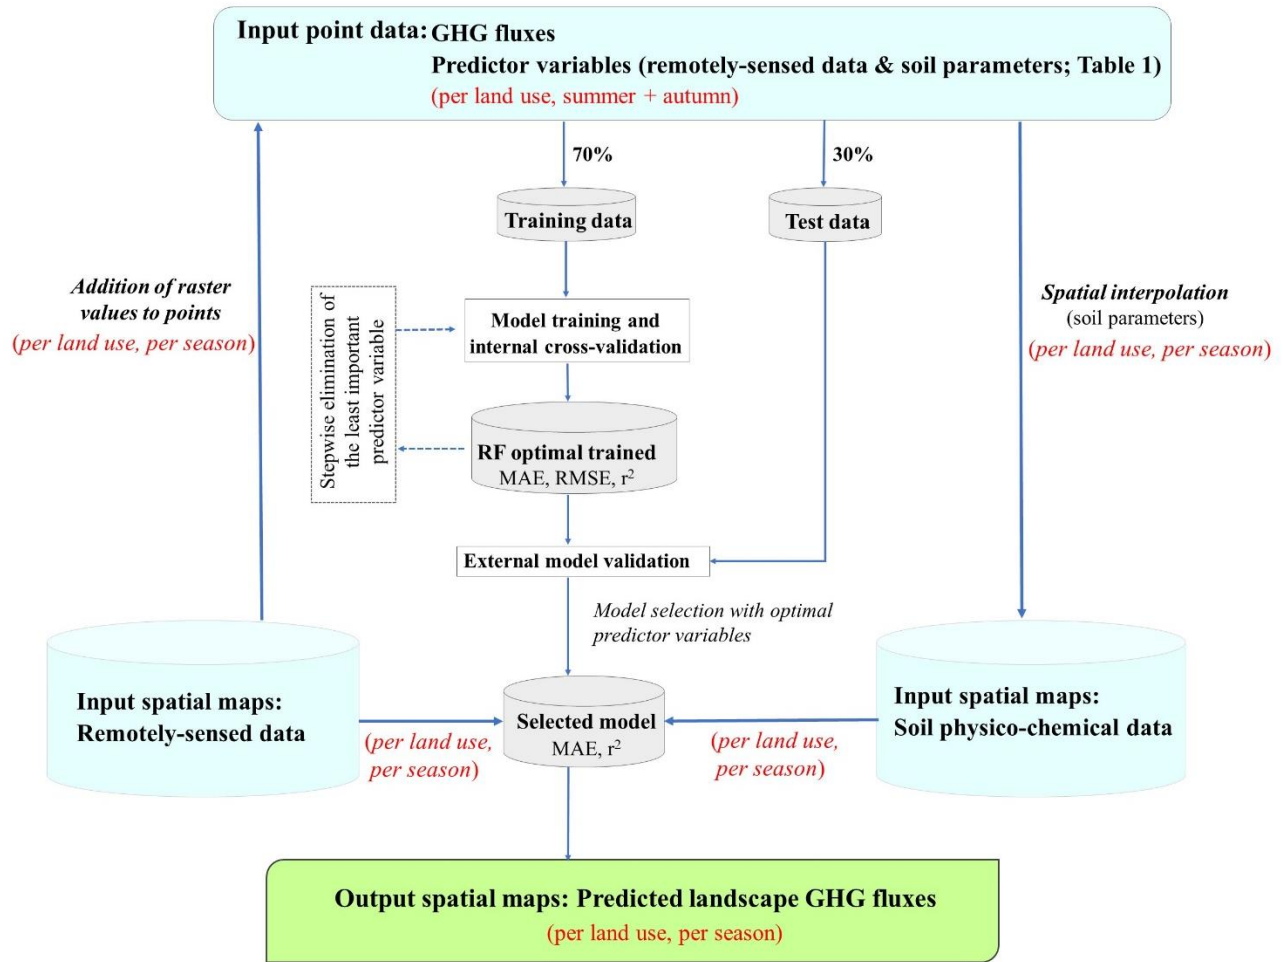 Input point data: GHG fluxes
Predictor variables (remotely-sensed data & soil parameters; Table 1)
(per land use, summer + autumn)
70%
30%
Training data
Test data
Addition of raster
values to points
(per land use, per season)
Stepwise elimination of
the least important
predictor variable
Model training and
internal cross-validation
Spatial interpolation
(soil parameters)
(per land use, per season)
RF optimal trained
MAE, RMSE, r²
External model validation
Model selection with optimal
predictor variables
Input spatial maps:
Remotely-sensed data
(per land use,
per season)
Selected model
MAE, r²
(per land use,
per season)
Input spatial maps:
Soil physico-chemical data
Output spatial maps: Predicted landscape GHG fluxes
(per land use, per season)